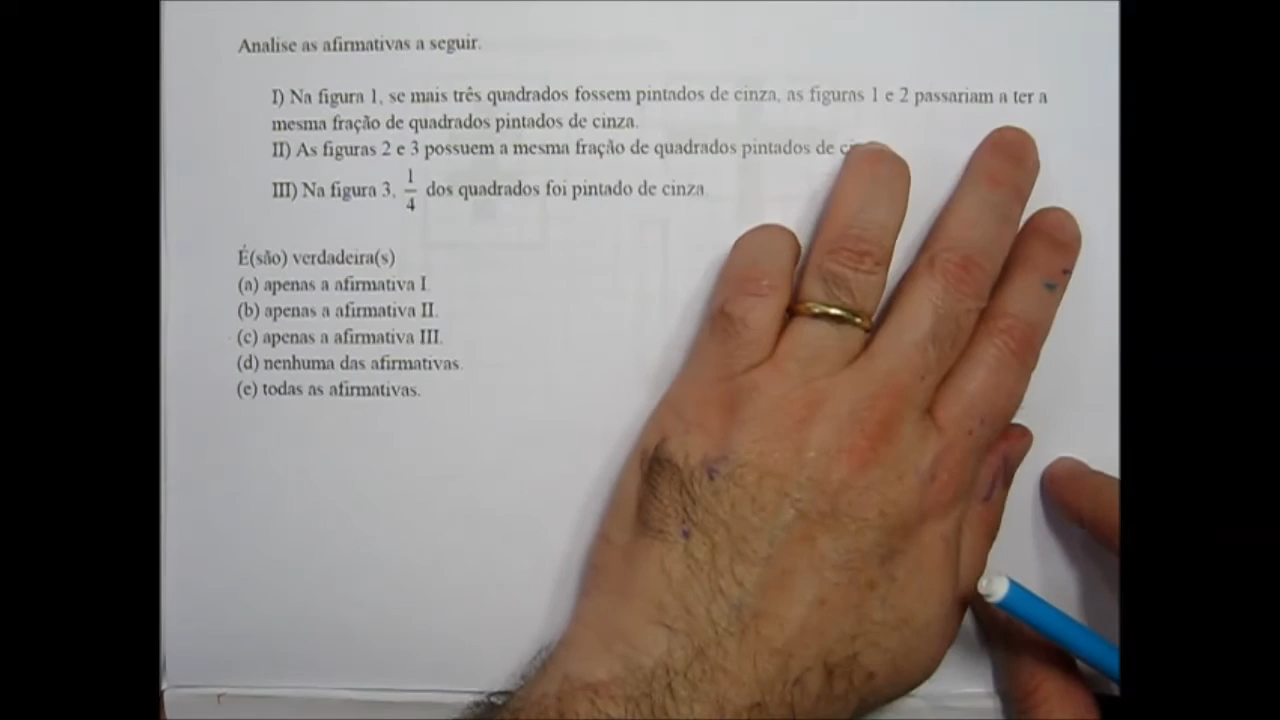 Analise as afirmativas a seguir.
I) Na figura 1, se mais três quadrados fossem pintados de cinza, as figuras 1 e 2 passariam a ter a
mesma fração de quadrados pintados de cinza.
II) As figuras 2 e 3 possuem a mesma fração de quadrados pintados de
III) Na figura 3, 1/4 dos quadrados foi pintado de cinza.
É(são) verdadeira(s)
(a) apenas a afirmativa I.
(b) apenas a afirmativa II.
(c) apenas a afirmativa III.
(d) nenhuma das afirmativas.
(e) todas as afirmativas.